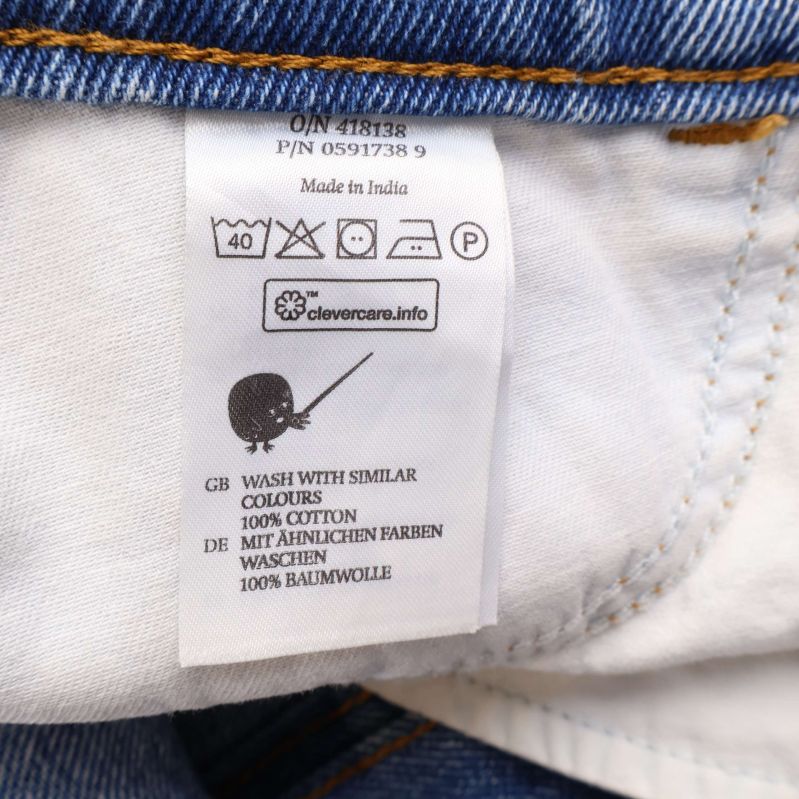 O/N 418138
P/N 0591738 9
Made in India
40 P
™
clevercare.info
GB WASH WITH SIMILAR
COLOURS
100% COTTON
DE MIT ÄHNLICHEN FARBEN
WASCHEN
100% BAUMWOLLE